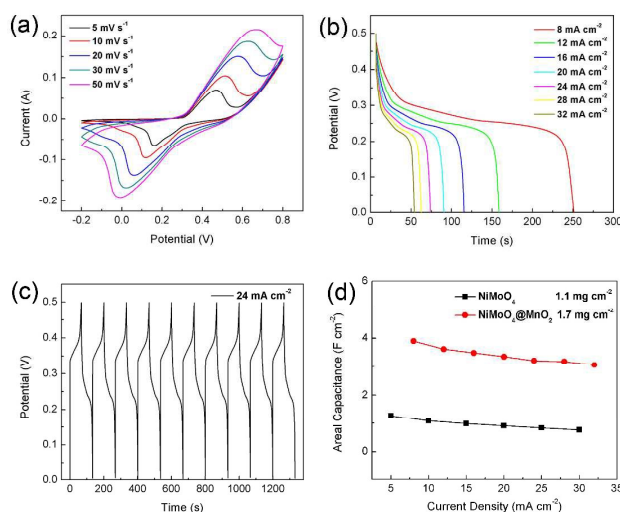 (a)
5 mV s⁻¹
10 mV s⁻¹
20 mV s⁻¹
30 mV s⁻¹
50 mV s⁻¹
Current (A)
0.2
0.1
0.0
-0.1
-0.2
-0.2 0.0 0.2 0.4 0.6 0.8
Potential (V)
(b)
8 mA cm⁻²
12 mA cm⁻²
16 mA cm⁻²
20 mA cm⁻²
24 mA cm⁻²
28 mA cm⁻²
32 mA cm⁻²
Potential (V)
0.5
0.4
0.3
0.2
0.1
0.0
0 50 100 150 200 250 300
Time (s)
(c)
24 mA cm⁻²
Potential (V)
0.5
0.4
0.3
0.2
0.1
0.0
0 200 400 600 800 1000 1200
Time (s)
(d)
NiMoO₄ 1.1 mg cm⁻²
NiMoO₄@MnO₂ 1.7 mg cm⁻²
Areal Capacitance (F cm⁻²)
6
4
2
0
5 10 15 20 25 30 35
Current Density (mA cm⁻²)